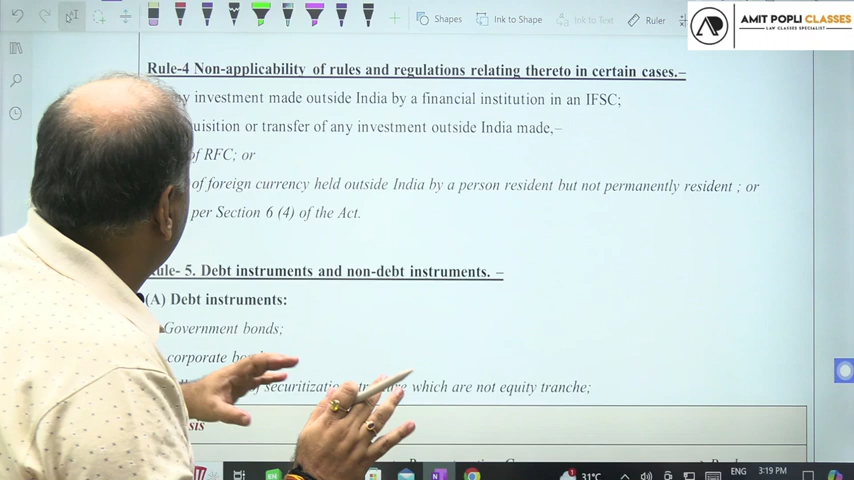 Shapes
Ink to Shape
Ink to Text
Ruler
AMIT POPLI CLASSES
LAW CLASSES SPECIALIST
Rule-4 Non-applicability of rules and regulations relating thereto in certain cases.–
investment made outside India by a financial institution in an IFSC;
or transfer of any investment outside India made,–
of RFC; or
of foreign currency held outside India by a person resident but not permanently resident ; or
per Section 6 (4) of the Act.
Rule- 5. Debt instruments and non-debt instruments. –
(A) Debt instruments:
Government bonds;
corporate
of securitization which are not equity tranche;
31°C
ENG
3:19 PM